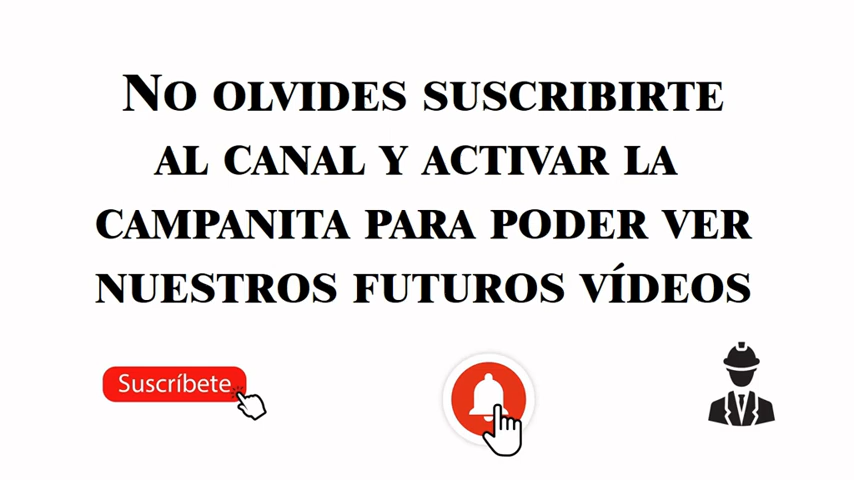 No olvides suscribirte
al canal y activar la
campanita para poder ver
nuestros futuros vídeos
Suscríbete